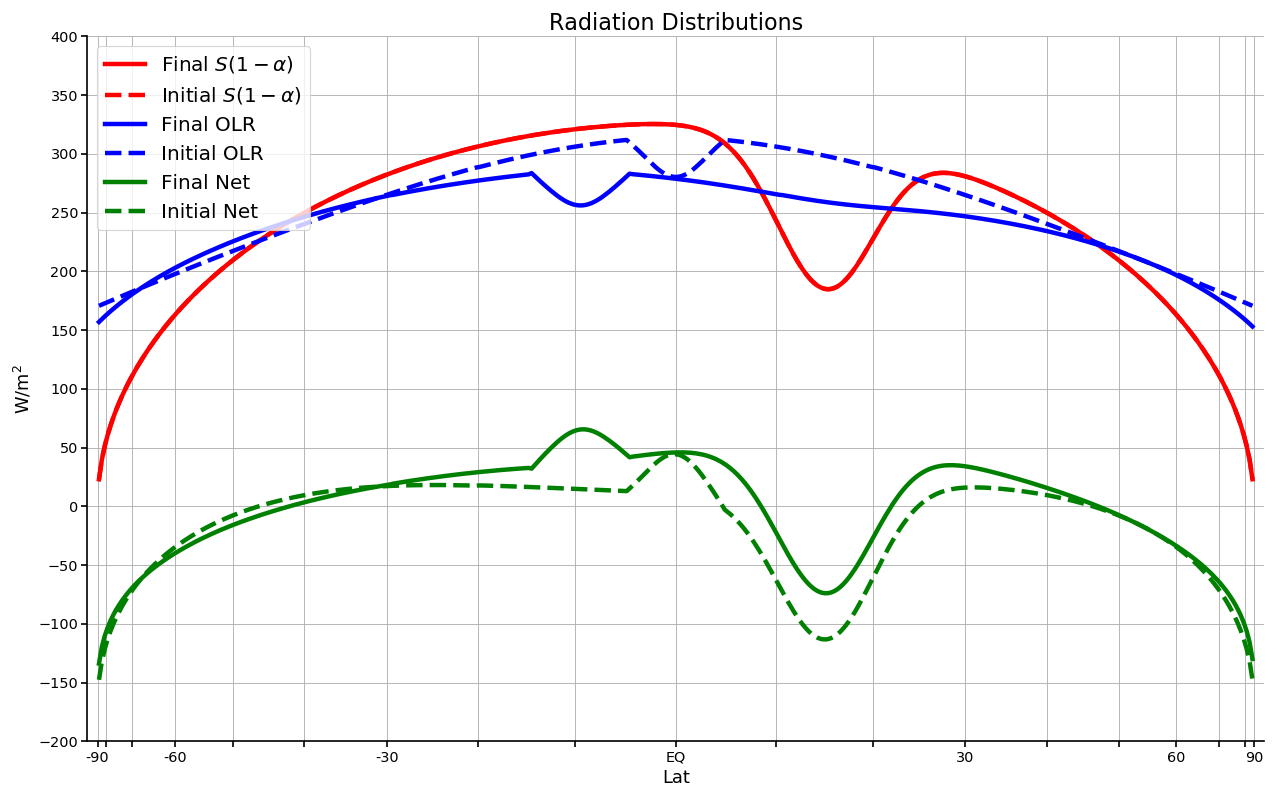 Radiation Distributions
400
350
300
250
200
150
100
50
0
−50
−100
−150
−200
W/m²
Final S(1 − α)
Initial S(1 − α)
Final OLR
Initial OLR
Final Net
Initial Net
-90 -60 -30 EQ 30 60 90
Lat